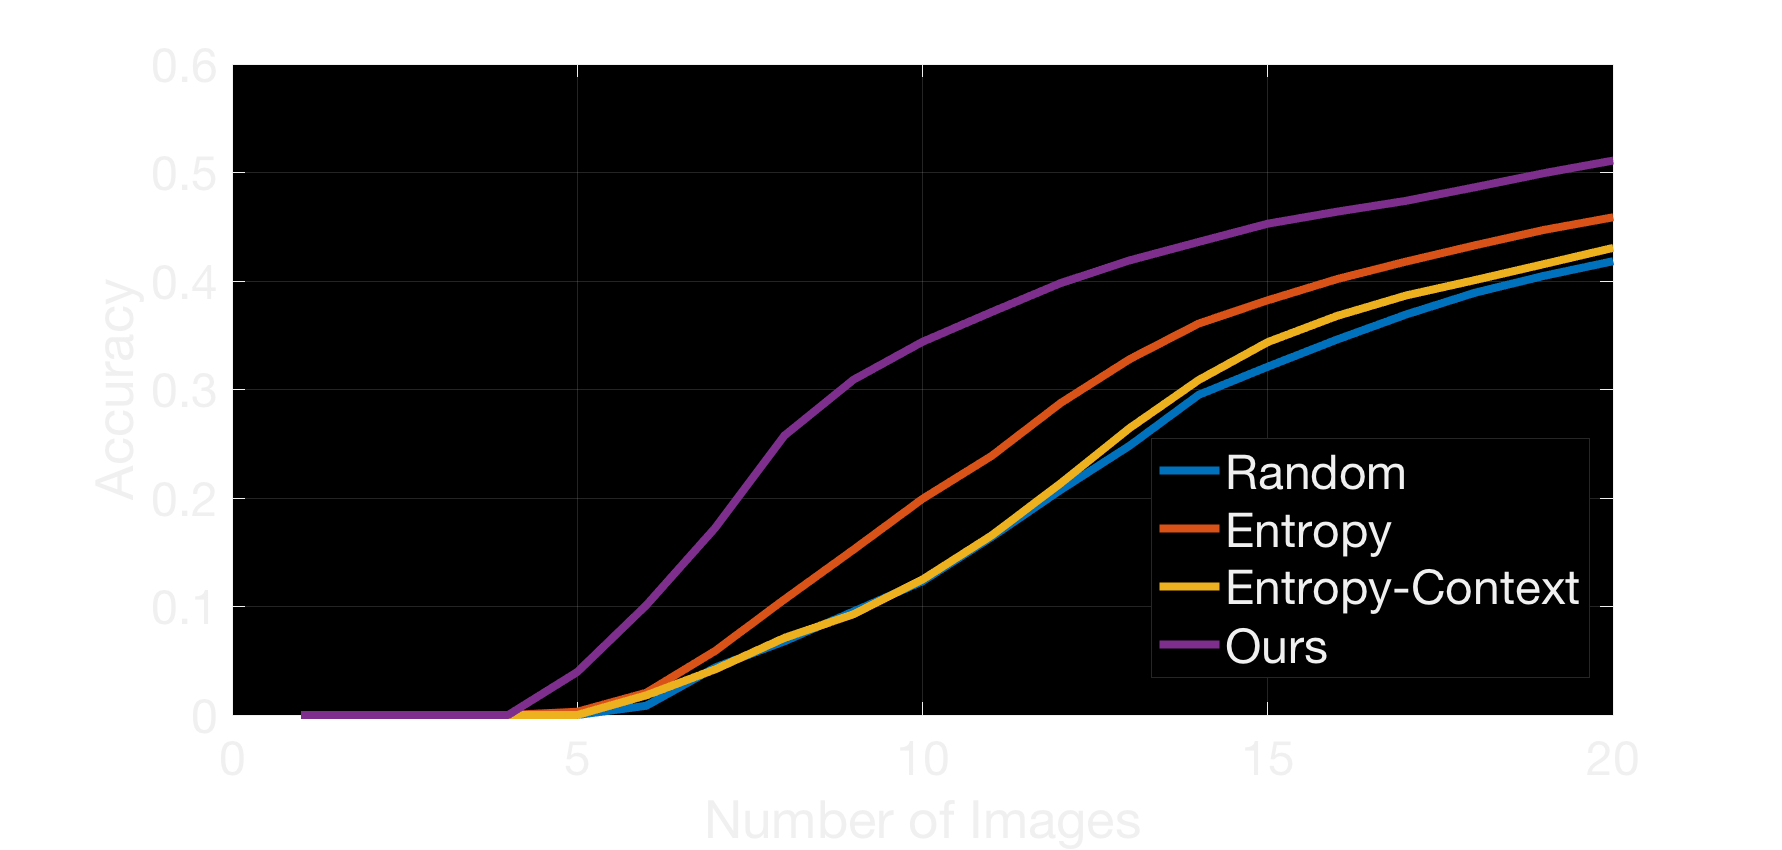 0.6
0.5
0.4
0.3
0.2
0.1
0
Accuracy
0 5 10 15 20
Number of Images
Random
Entropy
Entropy-Context
Ours